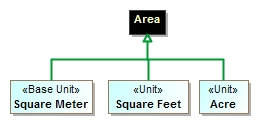 Area
«Base Unit»
Square Meter
«Unit»
Square Feet
«Unit»
Acre